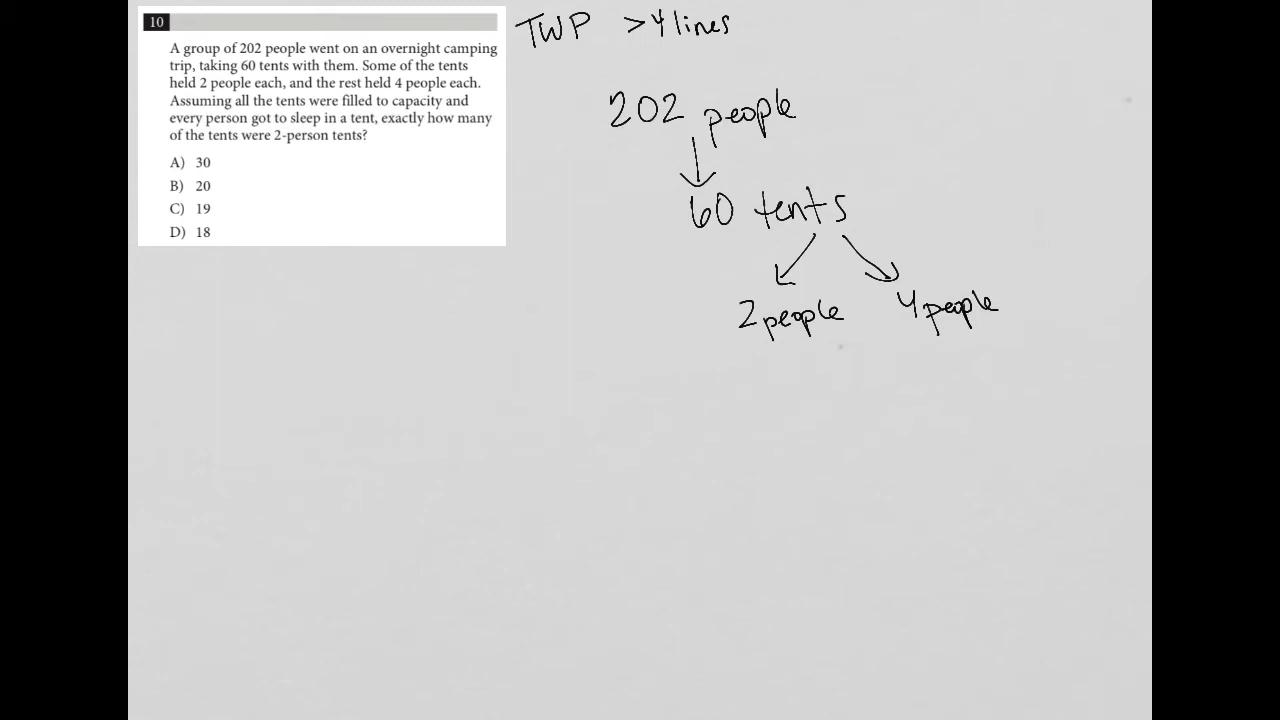 10
A group of 202 people went on an overnight camping
trip, taking 60 tents with them. Some of the tents
held 2 people each, and the rest held 4 people each.
Assuming all the tents were filled to capacity and
every person got to sleep in a tent, exactly how many
of the tents were 2-person tents?
A) 30
B) 20
C) 19
D) 18
TWP >4 lines
202 people
60 tents
2 people 4 people